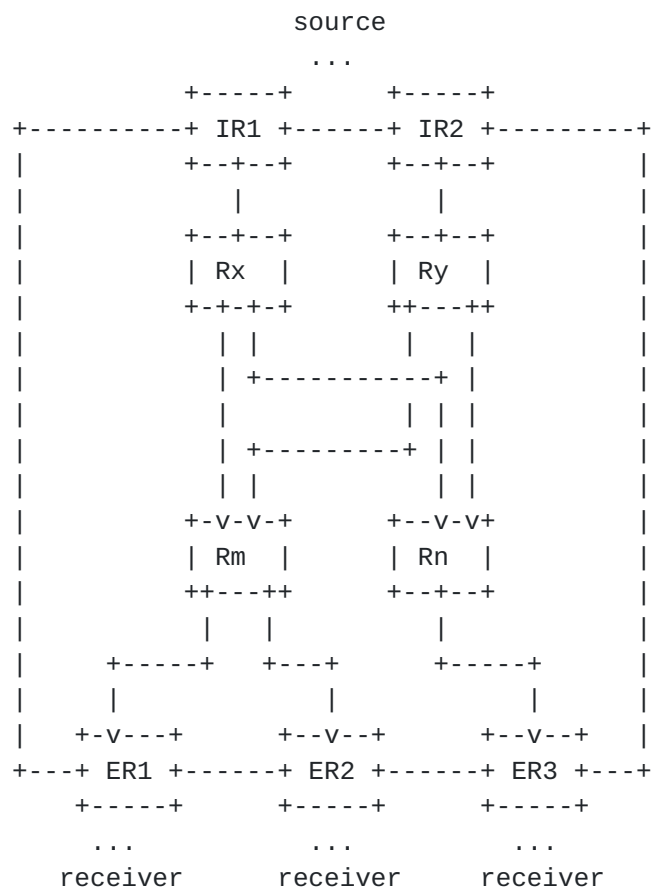 source
...
IR1 IR2
Rx Ry
Rm Rn
ER1 ER2 ER3
... ... ...
receiver receiver receiver